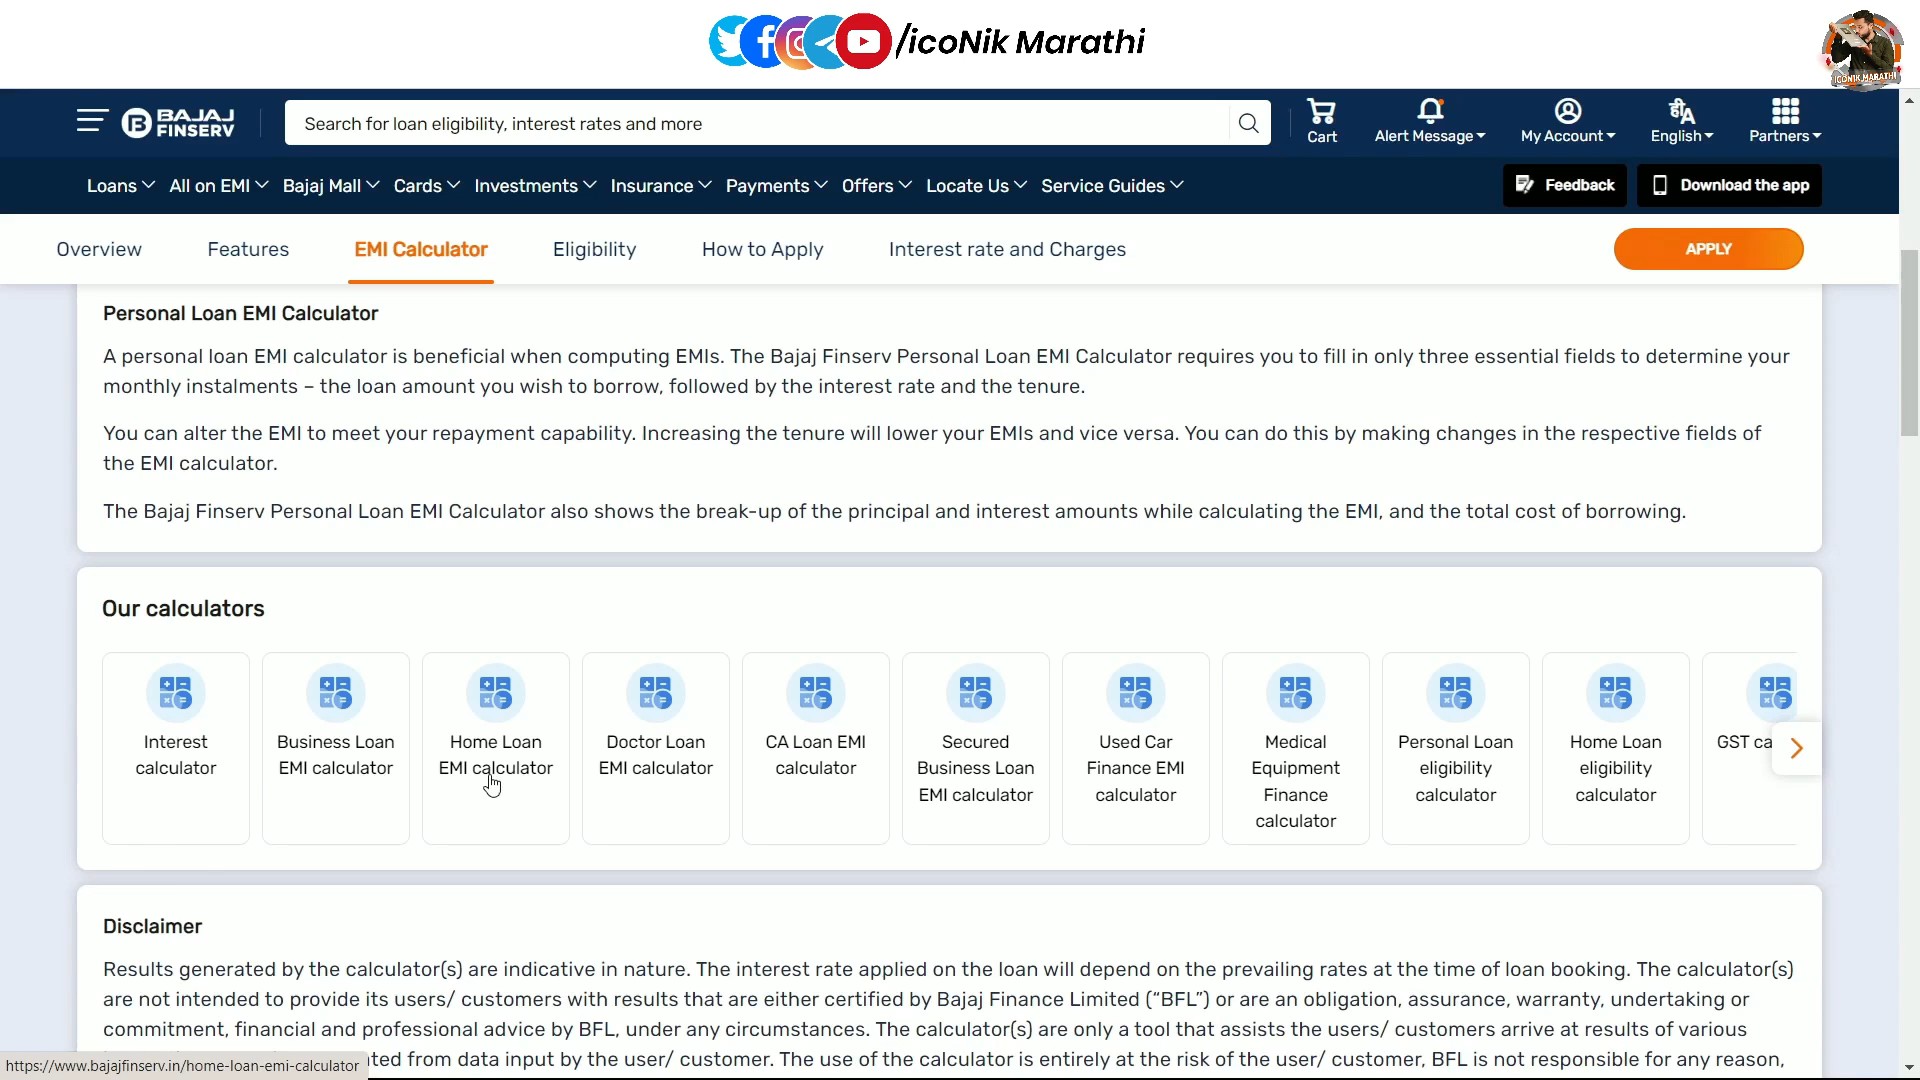 /icoNik Marathi
ICONIK MARATHI
BAJAJ
FINSERV
Search for loan eligibility, interest rates and more
Cart
Alert Message
My Account
English
Partners
Loans All on EMI Bajaj Mall Cards Investments Insurance Payments Offers Locate Us Service Guides
Feedback
Download the app
Overview Features EMI Calculator Eligibility How to Apply Interest rate and Charges
APPLY
Personal Loan EMI Calculator
A personal loan EMI calculator is beneficial when computing EMIs. The Bajaj Finserv Personal Loan EMI Calculator requires you to fill in only three essential fields to determine your
monthly instalments – the loan amount you wish to borrow, followed by the interest rate and the tenure.
You can alter the EMI to meet your repayment capability. Increasing the tenure will lower your EMIs and vice versa. You can do this by making changes in the respective fields of
the EMI calculator.
The Bajaj Finserv Personal Loan EMI Calculator also shows the break-up of the principal and interest amounts while calculating the EMI, and the total cost of borrowing.
Our calculators
Interest
calculator
Business Loan
EMI calculator
Home Loan
EMI calculator
Doctor Loan
EMI calculator
CA Loan EMI
calculator
Secured
Business Loan
EMI calculator
Used Car
Finance EMI
calculator
Medical
Equipment
Finance
calculator
Personal Loan
eligibility
calculator
Home Loan
eligibility
calculator
GST ca
Disclaimer
Results generated by the calculator(s) are indicative in nature. The interest rate applied on the loan will depend on the prevailing rates at the time of loan booking. The calculator(s)
are not intended to provide its users/ customers with results that are either certified by Bajaj Finance Limited (“BFL”) or are an obligation, assurance, warranty, undertaking or
commitment, financial and professional advice by BFL, under any circumstances. The calculator(s) are only a tool that assists the users/ customers arrive at results of various
ted from data input by the user/ customer. The use of the calculator is entirely at the risk of the user/ customer, BFL is not responsible for any reason,
https://www.bajajfinserv.in/home-loan-emi-calculator